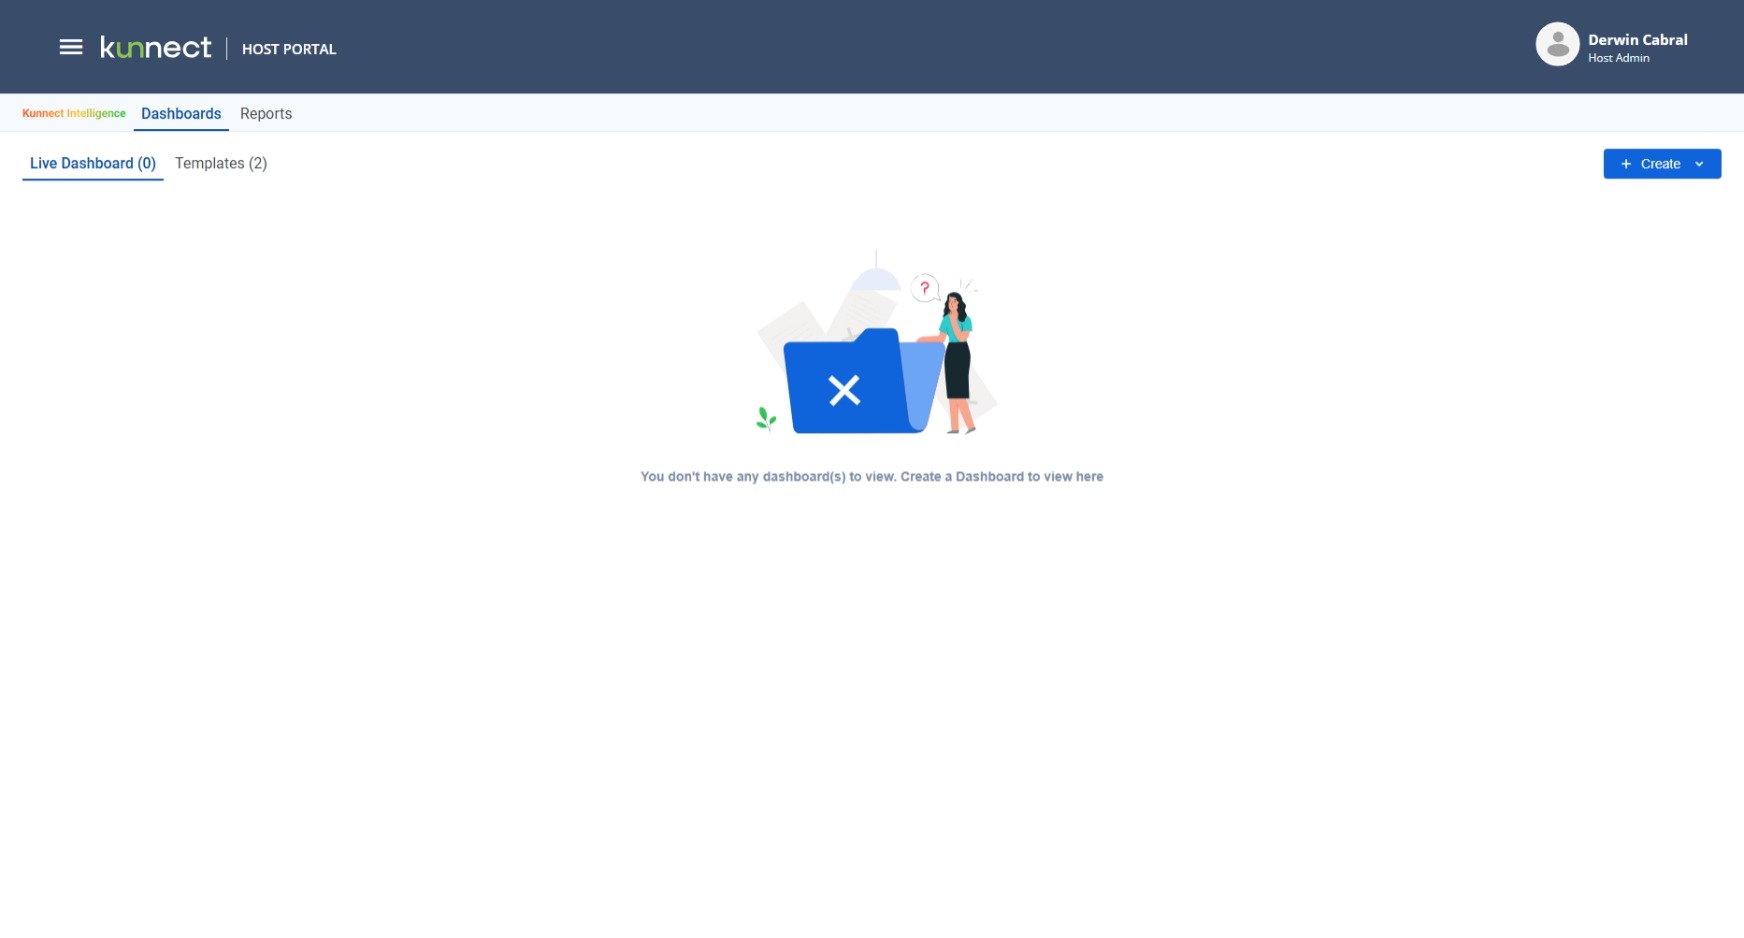 kunnect HOST PORTAL
Derwin Cabral
Host Admin
Kunnect Intelligence Dashboards Reports
Live Dashboard (0) Templates (2)
+ Create
?
You don't have any dashboard(s) to view. Create a Dashboard to view here